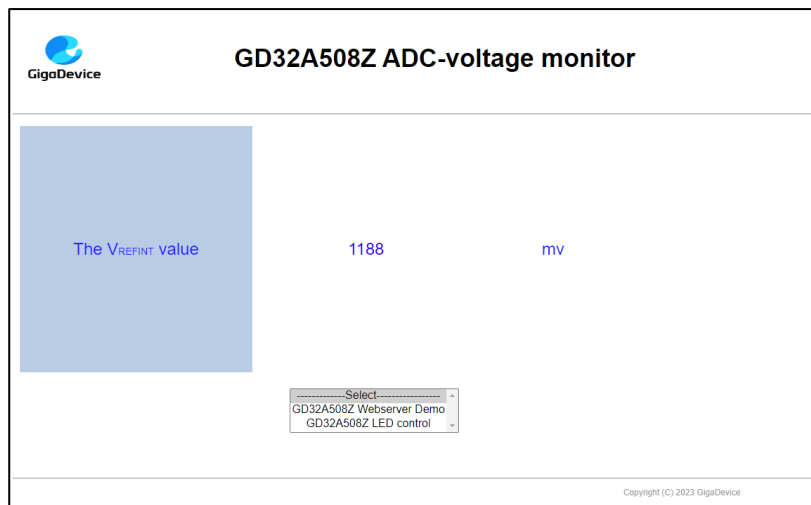 GigaDevice
GD32A508Z ADC-voltage monitor
The VREFINT value 1188 mv
-------------Select-----------------
GD32A508Z Webserver Demo
GD32A508Z LED control
Copyright (C) 2023 GigaDevice